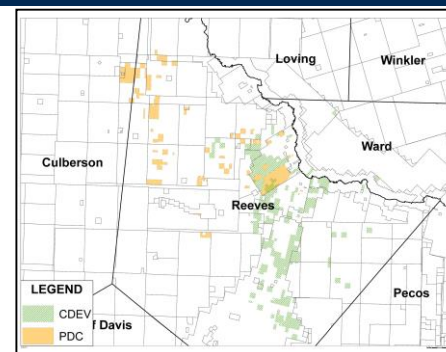 Loving
Winkler
Ward
Culberson
Reeves
Pecos
LEGEND
CDEV
PDC
f Davis